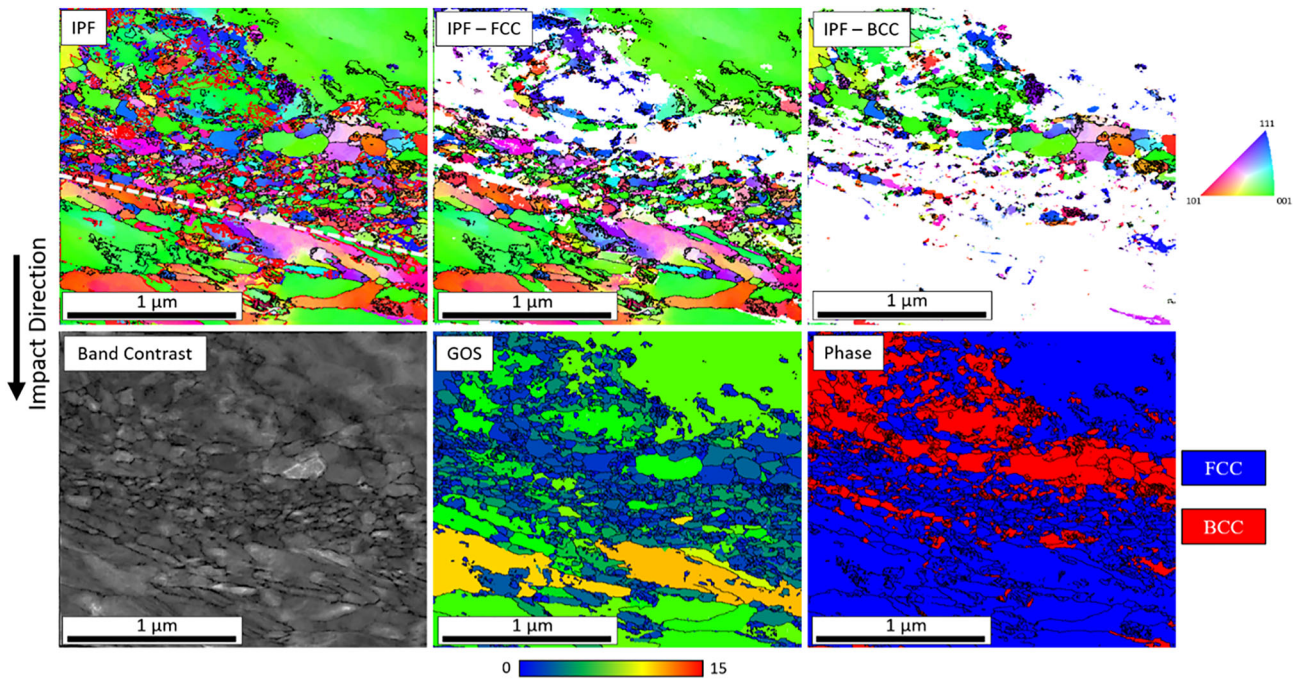 IPF
IPF – FCC
IPF – BCC
111
101
001
1 μm
1 μm
1 μm
Impact Direction
Band Contrast
GOS
Phase
FCC
BCC
1 μm
1 μm
1 μm
0
15